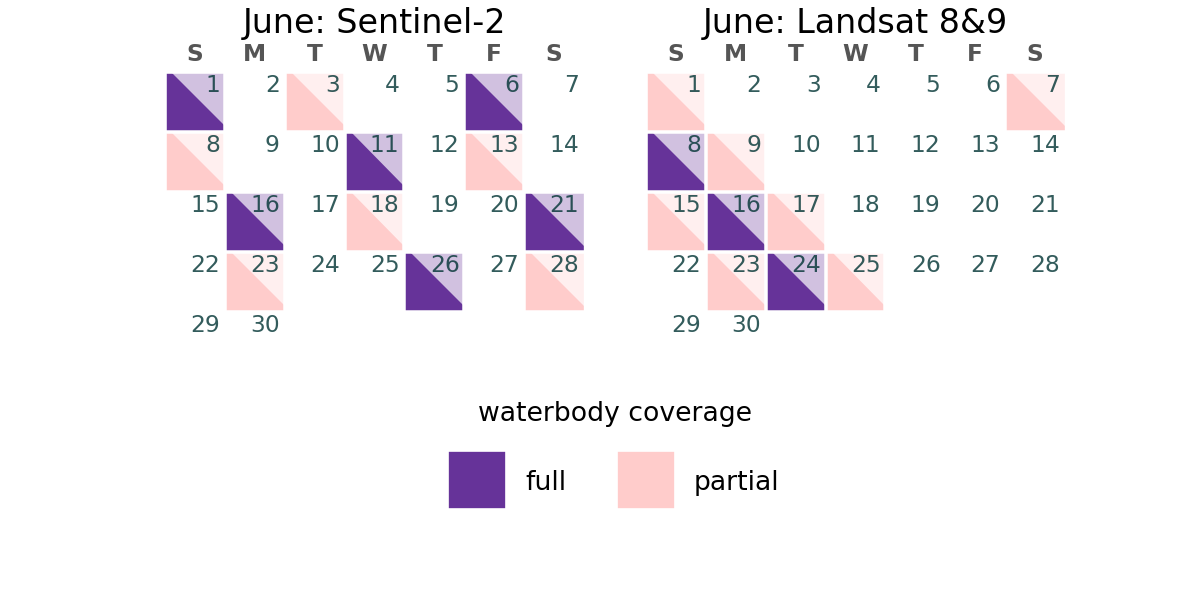 June: Sentinel-2
S M T W T F S
1 2 3 4 5 6 7
8 9 10 11 12 13 14
15 16 17 18 19 20 21
22 23 24 25 26 27 28
29 30
June: Landsat 8&9
S M T W T F S
1 2 3 4 5 6 7
8 9 10 11 12 13 14
15 16 17 18 19 20 21
22 23 24 25 26 27 28
29 30
waterbody coverage
full partial